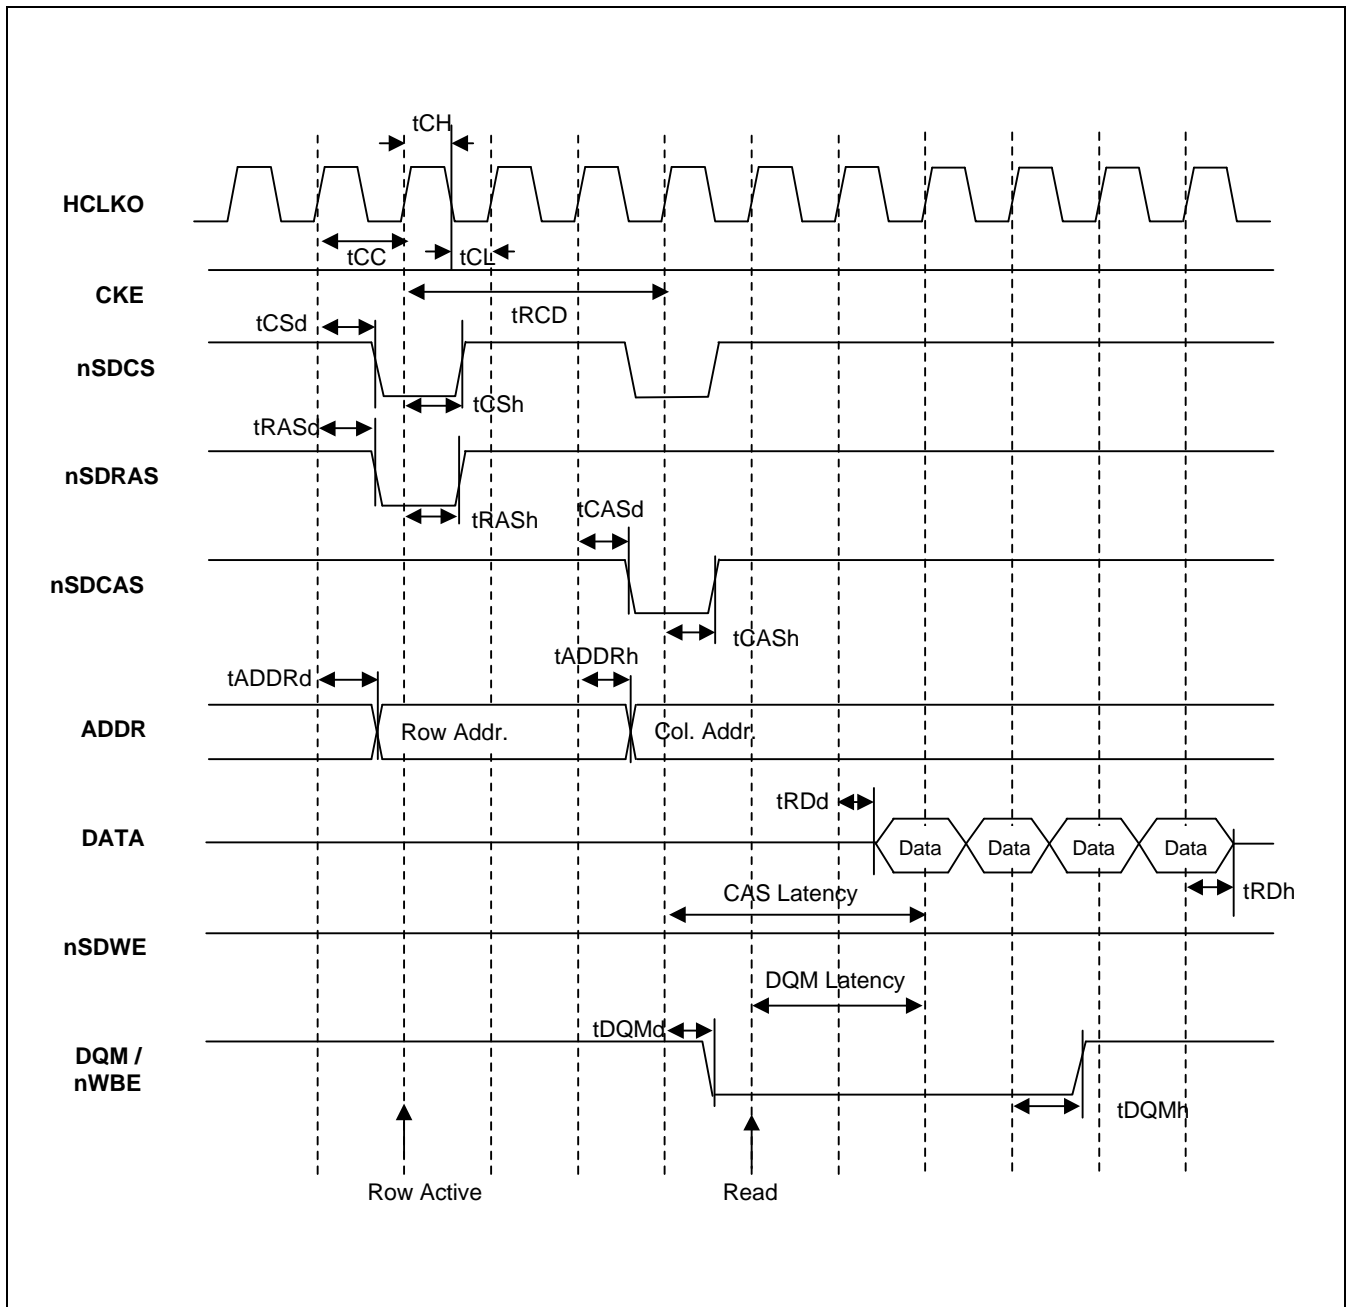 tCH
HCLKO
tCC
tCL
CKE
tRCD
tCSd
nSDCS
tCSh
tRASd
nSDRAS
tRASh
tCASd
nSDCAS
tCASh
tADDRh
tADDRd
ADDR
Row Addr.
Col. Addr.
tRDd
DATA
Data
Data
Data
Data
CAS Latency
tRDh
nSDWE
DQM Latency
tDQMd
DQM /
nWBE
tDQMh
Row Active
Read